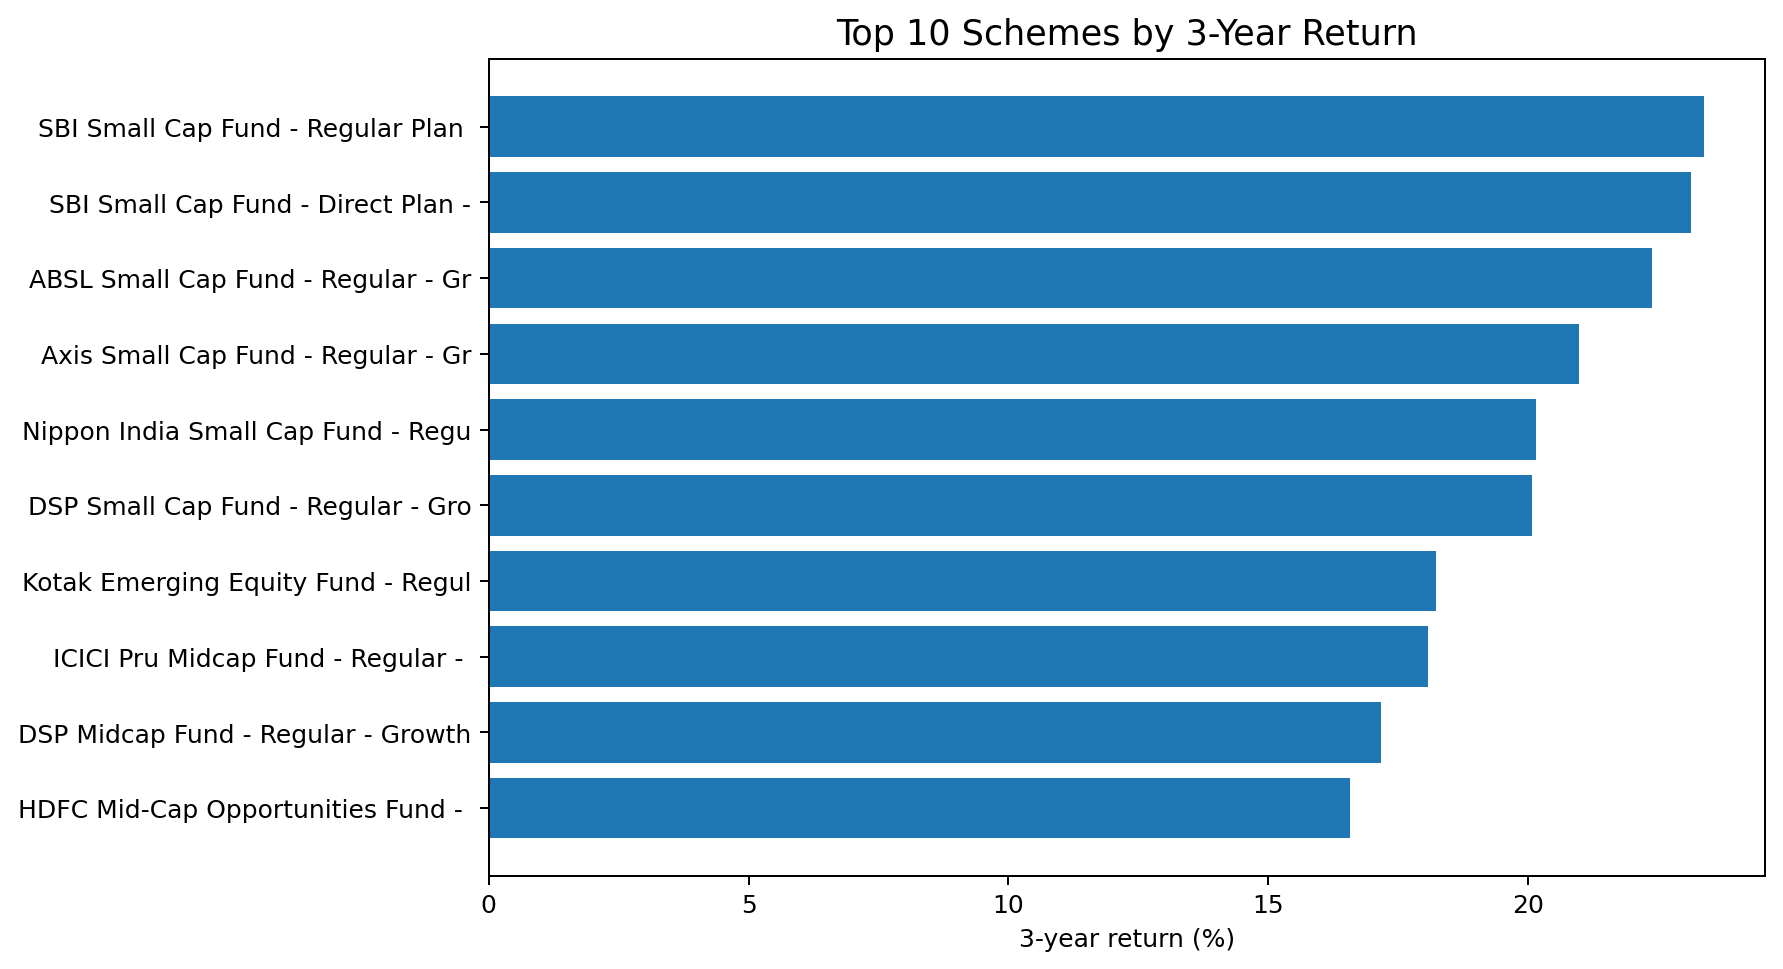 Top 10 Schemes by 3-Year Return
SBI Small Cap Fund - Regular Plan
SBI Small Cap Fund - Direct Plan -
ABSL Small Cap Fund - Regular - Gr
Axis Small Cap Fund - Regular - Gr
Nippon India Small Cap Fund - Regu
DSP Small Cap Fund - Regular - Gro
Kotak Emerging Equity Fund - Regul
ICICI Pru Midcap Fund - Regular -
DSP Midcap Fund - Regular - Growth
HDFC Mid-Cap Opportunities Fund -
0 5 10 15 20
3-year return (%)